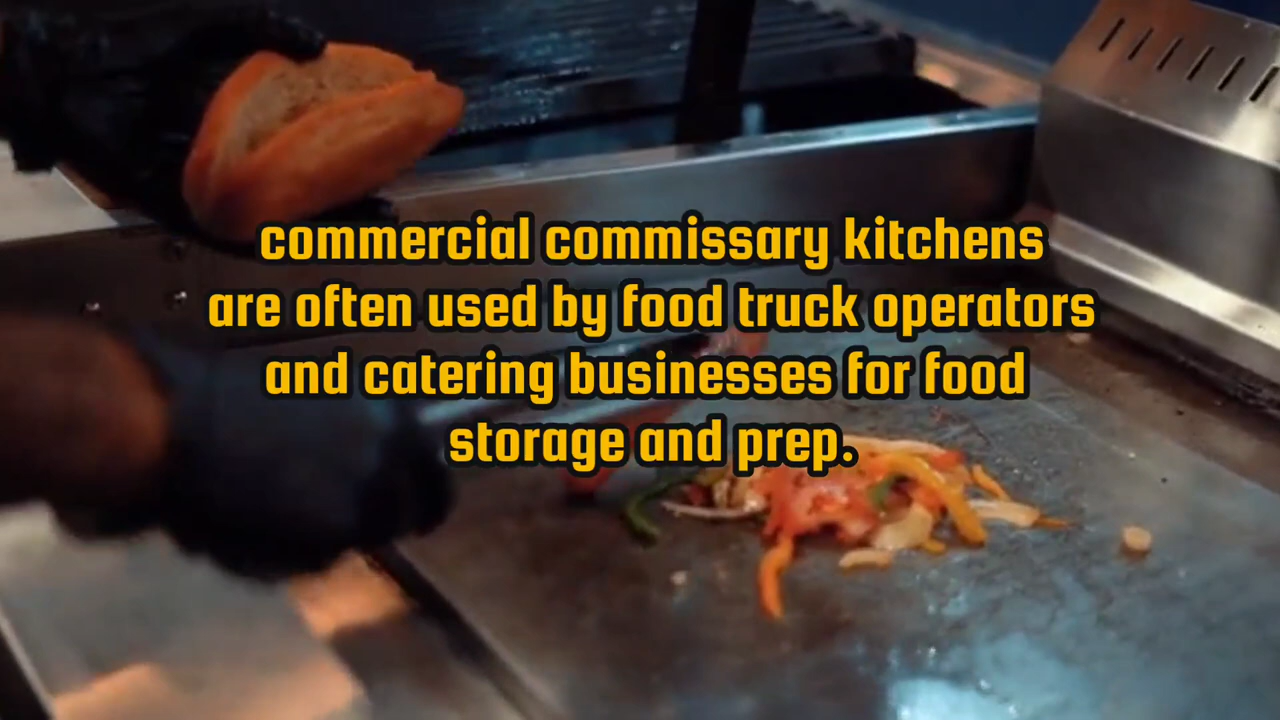 commercial commissary kitchens
are often used by food truck operators
and catering businesses for food
storage and prep.